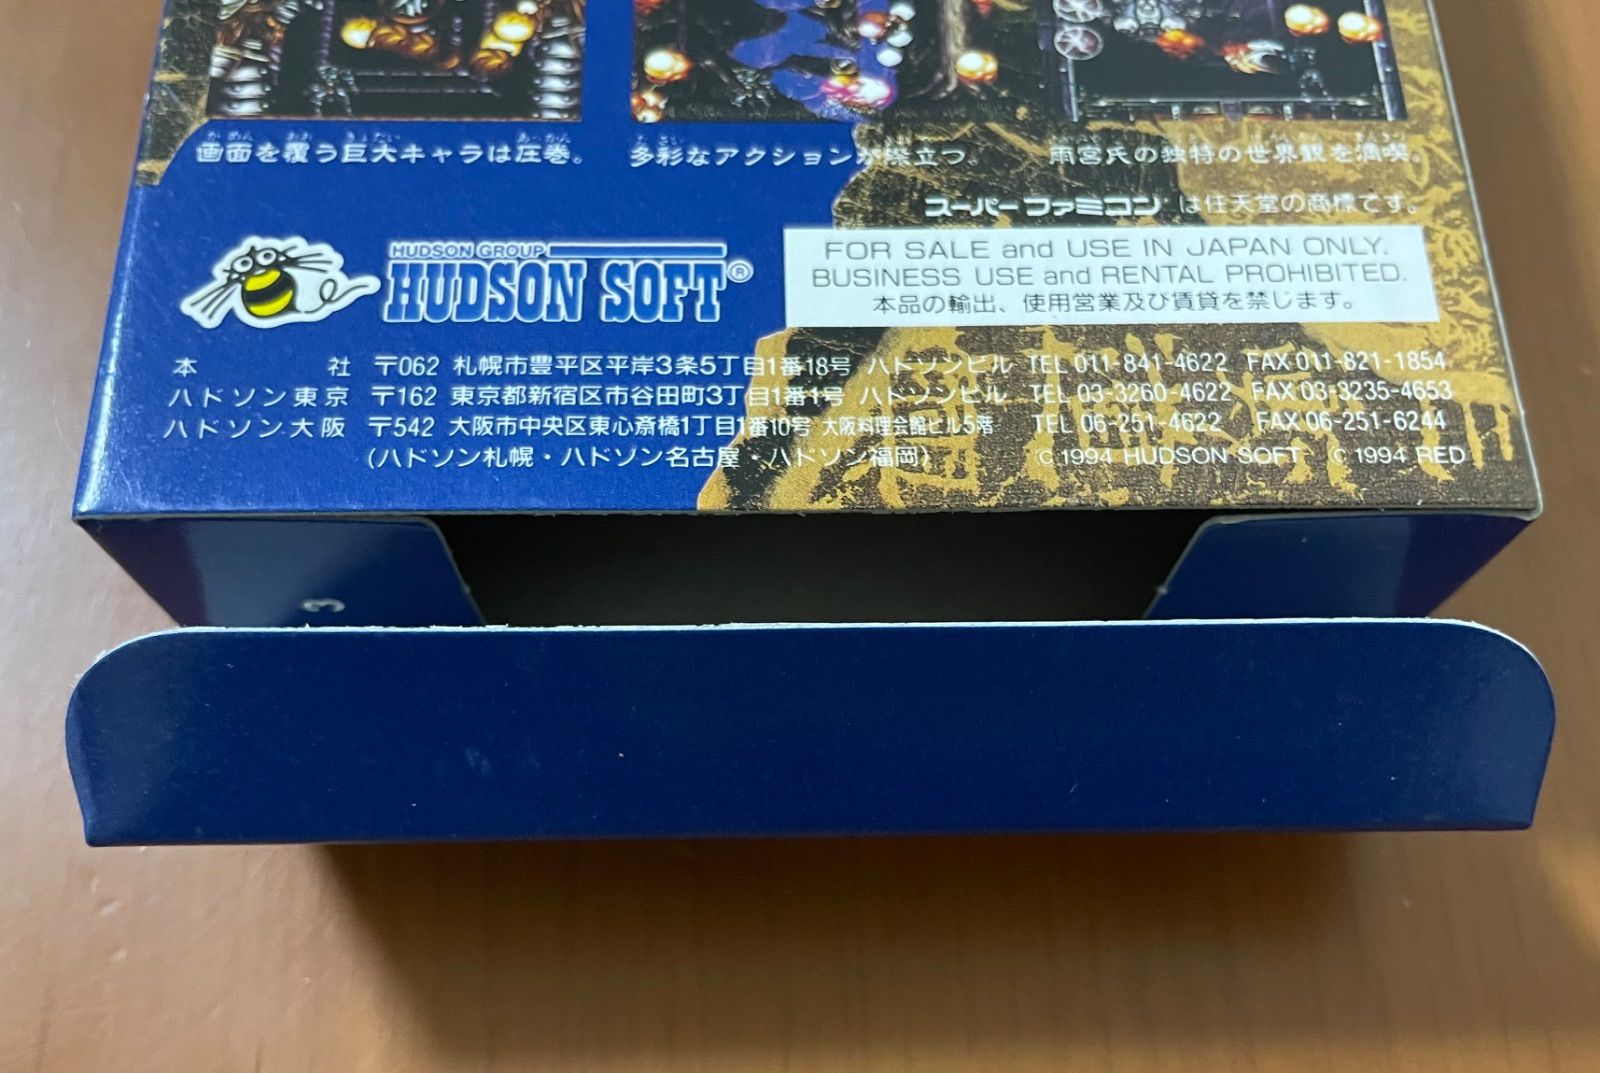 画面を覆う巨大キャラは圧巻。
多彩なアクションが際立つ。
雨宮氏の独特の世界観を満喫。
スーパーファミコンは任天堂の商標です。
HUDSON GROUP
HUDSON SOFT®
FOR SALE and USE IN JAPAN ONLY.
BUSINESS USE and RENTAL PROHIBITED.
本品の輸出、使用営業及び賃貸を禁じます。
本社 〒062 札幌市豊平区平岸3条5丁目1番18号 ハドソンビル TEL 011-841-4622 FAX 011-821-1854
ハドソン東京 〒162 東京都新宿区市谷田町3丁目1番1号 ハドソンビル TEL 03-3260-4622 FAX 03-3235-4653
ハドソン大阪 〒542 大阪市中央区東心斎橋1丁目1番10号 大阪料理会館ビル5階 TEL 06-251-4622 FAX 06-251-6244
(ハドソン札幌・ハドソン名古屋・ハドソン福岡)
© 1994 HUDSON SOFT © 1994 RED
3